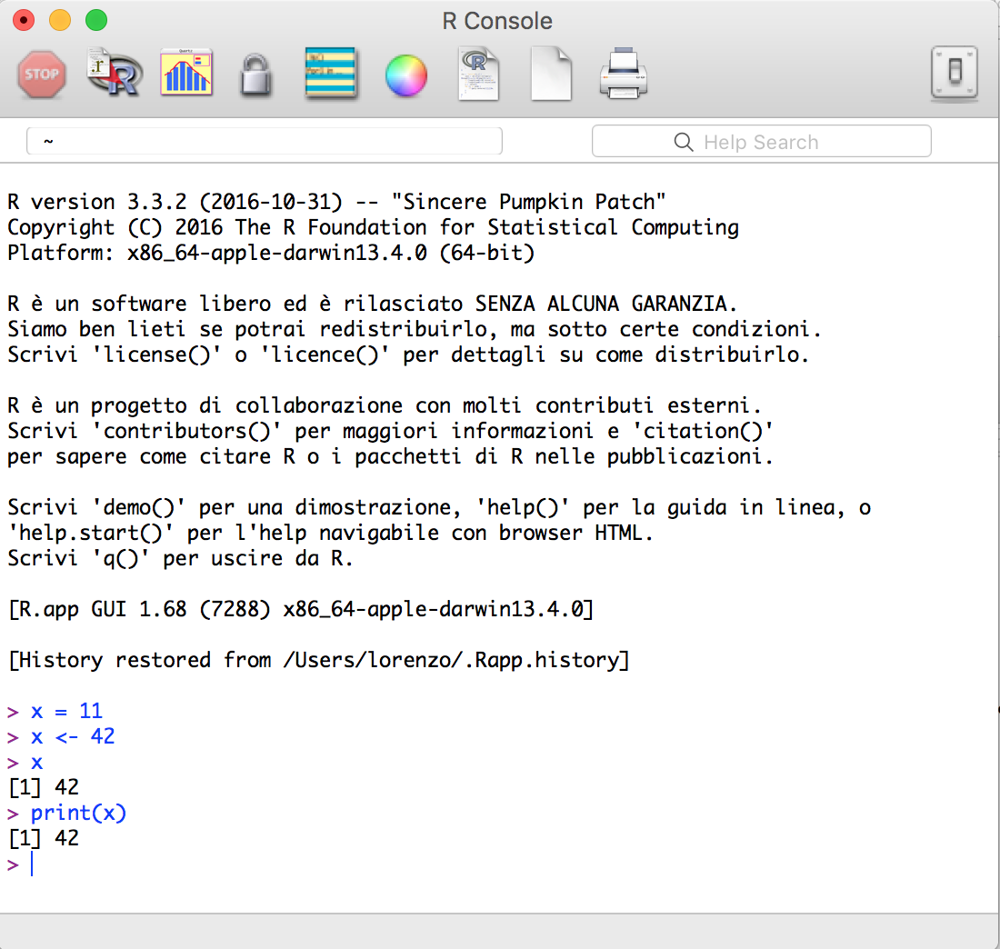 R Console
STOP
~
Help Search
R version 3.3.2 (2016-10-31) -- "Sincere Pumpkin Patch"
Copyright (C) 2016 The R Foundation for Statistical Computing
Platform: x86_64-apple-darwin13.4.0 (64-bit)
R è un software libero ed è rilasciato SENZA ALCUNA GARANZIA.
Siamo ben lieti se potrai redistribuirlo, ma sotto certe condizioni.
Scrivi 'license()' o 'licence()' per dettagli su come distribuirlo.
R è un progetto di collaborazione con molti contributi esterni.
Scrivi 'contributors()' per maggiori informazioni e 'citation()'
per sapere come citare R o i pacchetti di R nelle pubblicazioni.
Scrivi 'demo()' per una dimostrazione, 'help()' per la guida in linea, o
'help.start()' per l'help navigabile con browser HTML.
Scrivi 'q()' per uscire da R.
[R.app GUI 1.68 (7288) x86_64-apple-darwin13.4.0]
[History restored from /Users/lorenzo/.Rapp.history]
> x = 11
> x <- 42
> x
[1] 42
> print(x)
[1] 42
>